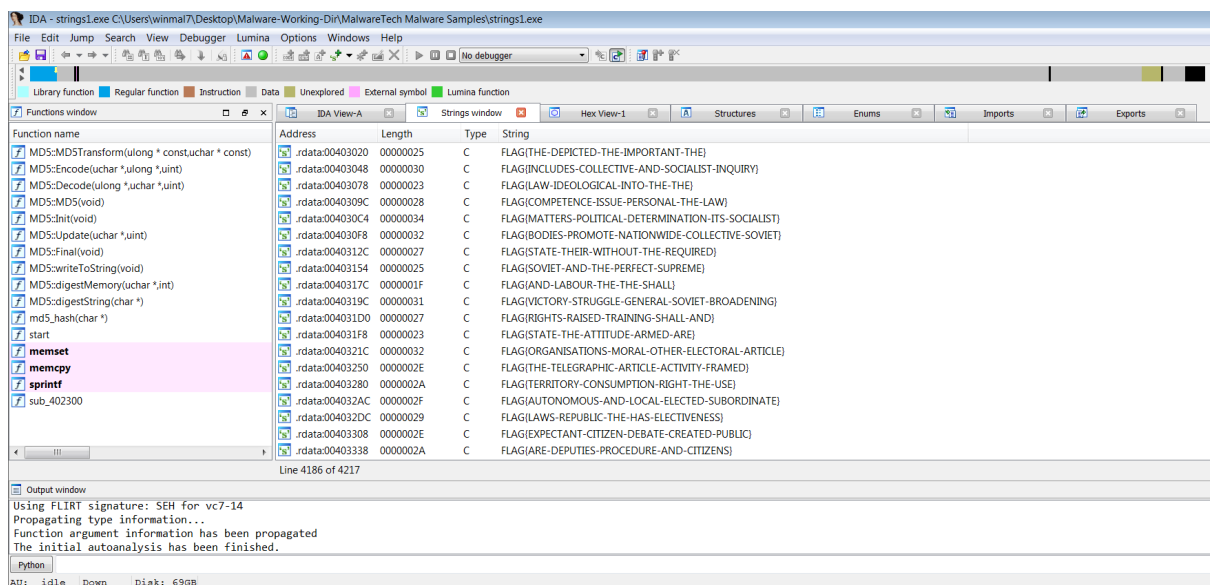 IDA - strings1.exe C:\Users\winmal7\Desktop\Malware-Working-Dir\MalwareTech Malware Samples\strings1.exe
File Edit Jump Search View Debugger Lumina Options Windows Help
No debugger
Library function Regular function Instruction Data Unexplored External symbol Lumina function
Functions window
IDA View-A Strings window Hex View-1 Structures Enums Imports Exports
Function name
MD5::MD5Transform(ulong * const,uchar * const)
MD5::Encode(uchar *,ulong *,uint)
MD5::Decode(ulong *,uchar *,uint)
MD5::MD5(void)
MD5::Init(void)
MD5::Update(uchar *,uint)
MD5::Final(void)
MD5::writeToString(void)
MD5::digestMemory(uchar *,int)
MD5::digestString(char *)
md5_hash(char *)
start
memset
memcpy
sprintf
sub_402300
Address Length Type String
.rdata:00403020 00000025 C FLAG{THE-DEPICTED-THE-IMPORTANT-THE}
.rdata:00403048 00000030 C FLAG{INCLUDES-COLLECTIVE-AND-SOCIALIST-INQUIRY}
.rdata:00403078 00000023 C FLAG{LAW-IDEOLOGICAL-INTO-THE-THE}
.rdata:0040309C 00000028 C FLAG{COMPETENCE-ISSUE-PERSONAL-THE-LAW}
.rdata:004030C4 00000034 C FLAG{MATTERS-POLITICAL-DETERMINATION-ITS-SOCIALIST}
.rdata:004030F8 00000032 C FLAG{BODIES-PROMOTE-NATIONWIDE-COLLECTIVE-SOVIET}
.rdata:0040312C 00000027 C FLAG{STATE-THEIR-WITHOUT-THE-REQUIRED}
.rdata:00403154 00000025 C FLAG{SOVIET-AND-THE-PERFECT-SUPREME}
.rdata:0040317C 0000001F C FLAG{AND-LABOUR-THE-THE-SHALL}
.rdata:0040319C 00000031 C FLAG{VICTORY-STRUGGLE-GENERAL-SOVIET-BROADENING}
.rdata:004031D0 00000027 C FLAG{RIGHTS-RAISED-TRAINING-SHALL-AND}
.rdata:004031F8 00000023 C FLAG{STATE-THE-ATTITUDE-ARMED-ARE}
.rdata:0040321C 00000032 C FLAG{ORGANISATIONS-MORAL-OTHER-ELECTORAL-ARTICLE}
.rdata:00403250 0000002E C FLAG{THE-TELEGRAPHIC-ARTICLE-ACTIVITY-FRAMED}
.rdata:00403280 0000002A C FLAG{TERRITORY-CONSUMPTION-RIGHT-THE-USE}
.rdata:004032AC 0000002F C FLAG{AUTONOMOUS-AND-LOCAL-ELECTED-SUBORDINATE}
.rdata:004032DC 00000029 C FLAG{LAWS-REPUBLIC-THE-HAS-ELECTIVENESS}
.rdata:00403308 0000002E C FLAG{EXPECTANT-CITIZEN-DEBATE-CREATED-PUBLIC}
.rdata:00403338 0000002A C FLAG{ARE-DEPUTIES-PROCEDURE-AND-CITIZENS}
Line 4186 of 4217
Output window
Using FLIRT signature: SEH for vc7-14
Propagating type information...
Function argument information has been propagated
The initial autoanalysis has been finished.
Python
AU: idle Down Disk: 69GB